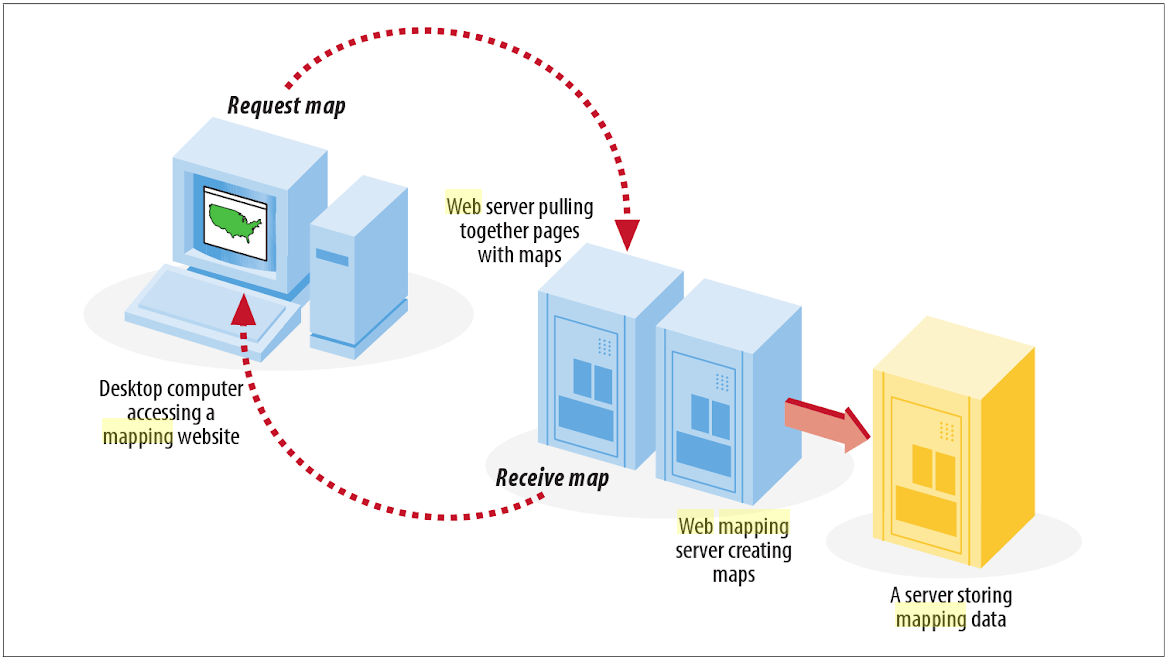 Request map
Web server pulling
together pages
with maps
Desktop computer
accessing a
mapping website
Receive map
Web mapping
server creating
maps
A server storing
mapping data